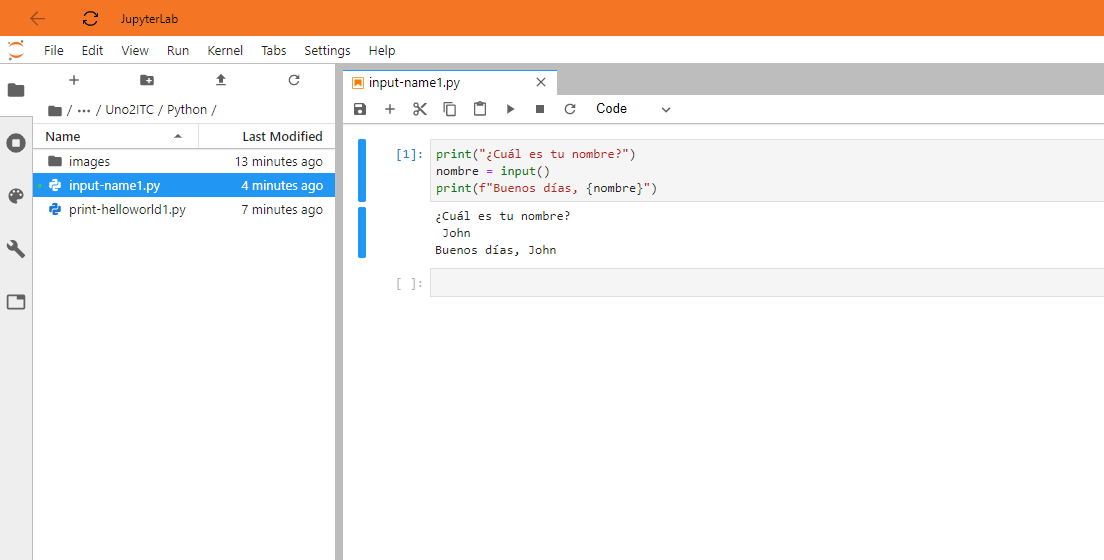 JupyterLab
File Edit View Run Kernel Tabs Settings Help
/ ··· / Uno2ITC / Python /
Name Last Modified
images 13 minutes ago
input-name1.py 4 minutes ago
print-helloworld1.py 7 minutes ago
input-name1.py
Code
[1]: print("¿Cuál es tu nombre?")
nombre = input()
print(f"Buenos días, {nombre}")
¿Cuál es tu nombre?
John
Buenos días, John
[ ]: